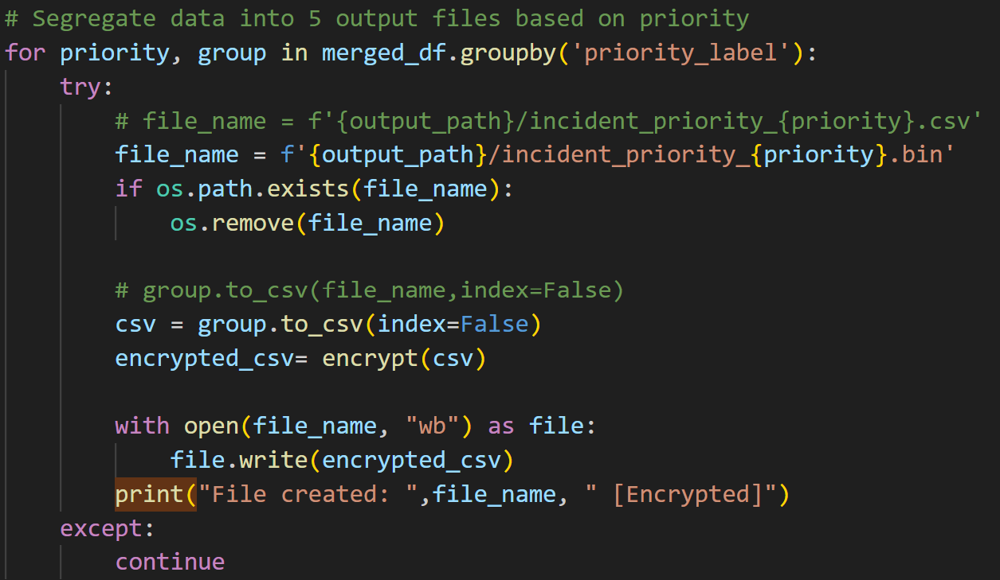 # Segregate data into 5 output files based on priority
for priority, group in merged_df.groupby('priority_label'):
    try:
        # file_name = f'{output_path}/incident_priority_{priority}.csv'
        file_name = f'{output_path}/incident_priority_{priority}.bin'
        if os.path.exists(file_name):
            os.remove(file_name)

        # group.to_csv(file_name,index=False)
        csv = group.to_csv(index=False)
        encrypted_csv= encrypt(csv)

        with open(file_name, "wb") as file:
            file.write(encrypted_csv)
        print("File created: ",file_name, " [Encrypted]")
    except:
        continue